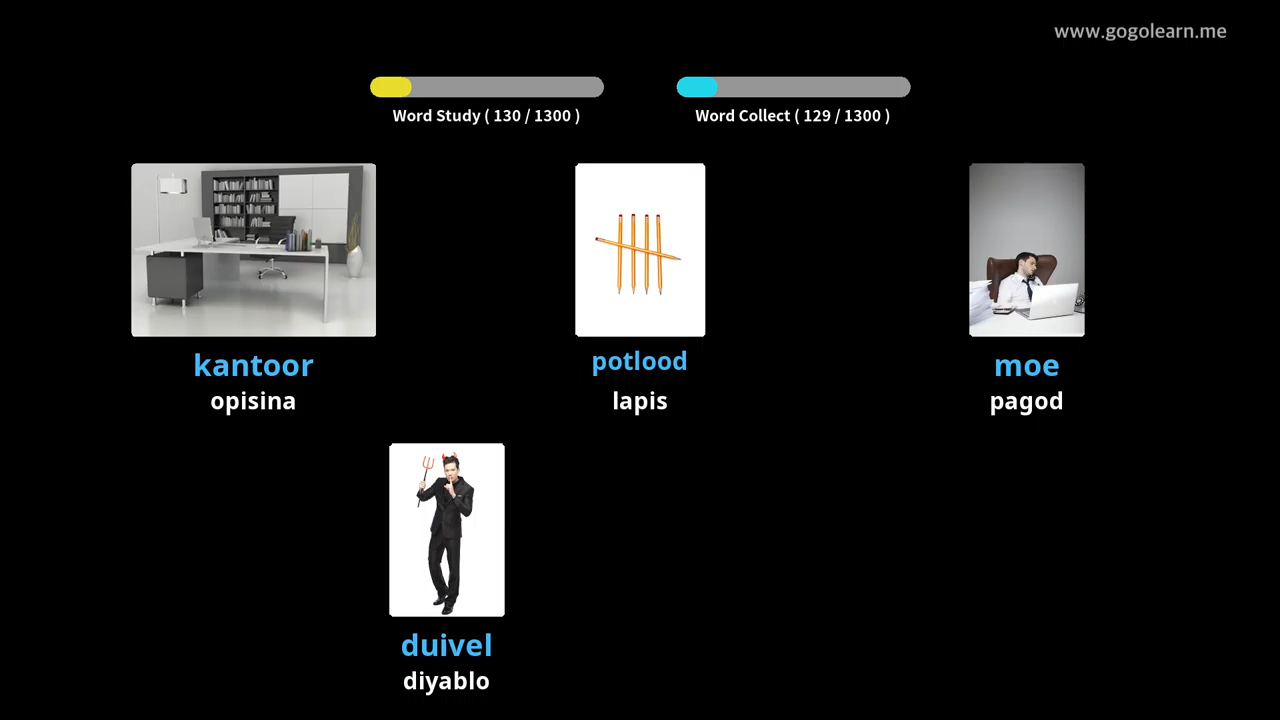 www.gogolearn.me
Word Study ( 130 / 1300 )
Word Collect ( 129 / 1300 )
kantoor
opisina
potlood
lapis
moe
pagod
duivel
diyablo